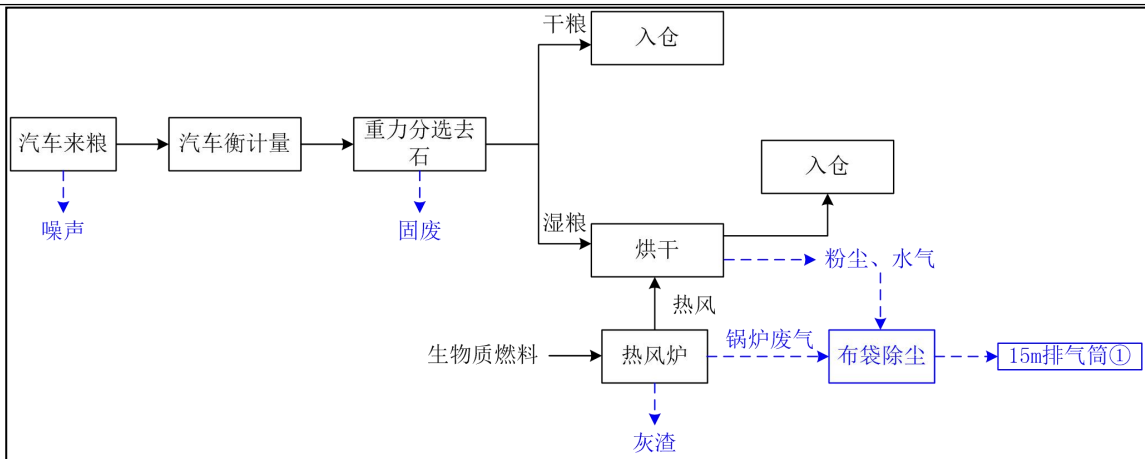 干粮
入仓
汽车来粮
汽车衡计量
重力分选去
石
入仓
噪声
固废
湿粮
烘干
粉尘、水气
热风
生物质燃料
热风炉
锅炉废气
布袋除尘
15m排气筒①
灰渣